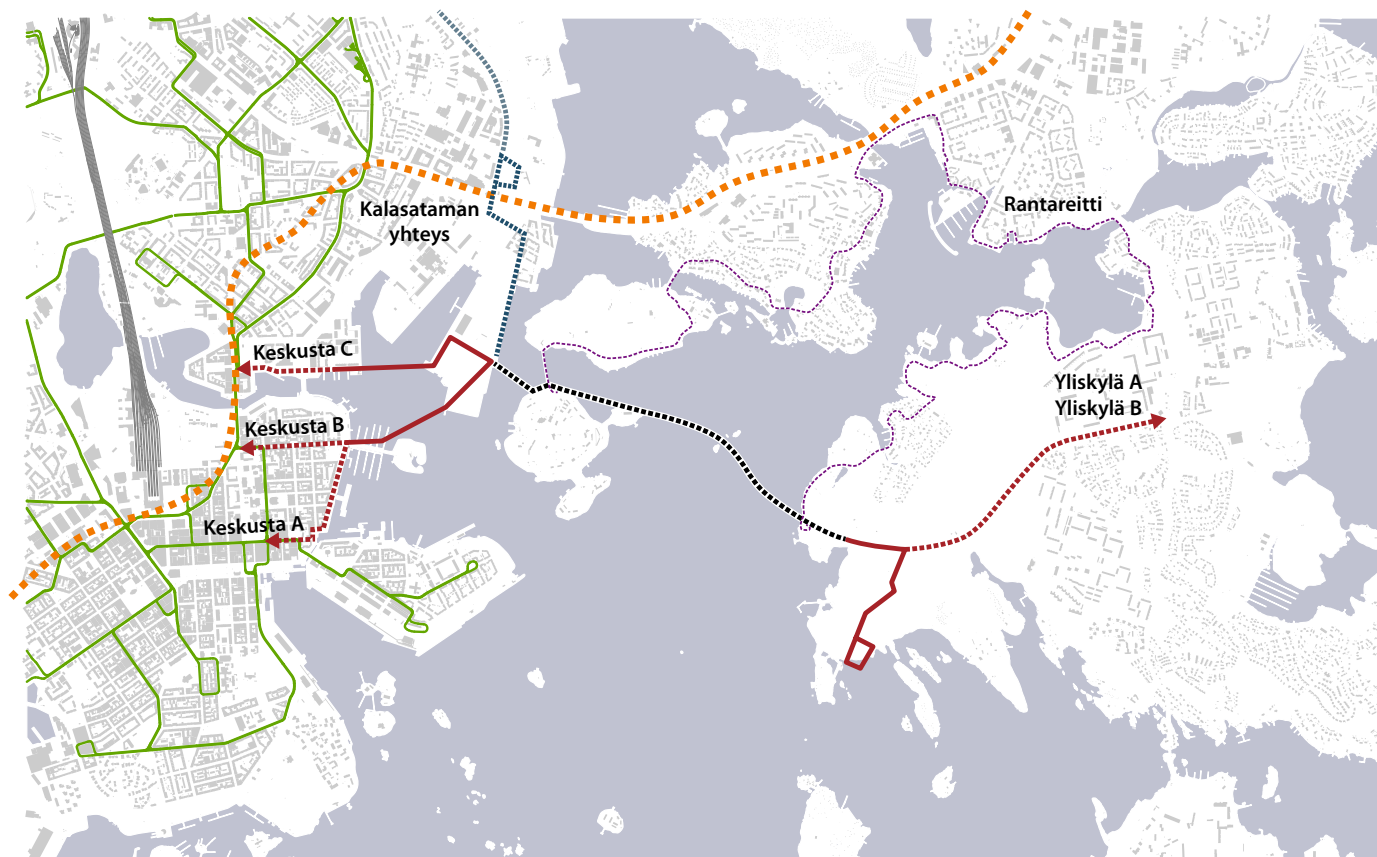 Kalasataman
yhteys
Rantareitti
Keskusta C
Yliskylä A
Yliskylä B
Keskusta B
Keskusta A